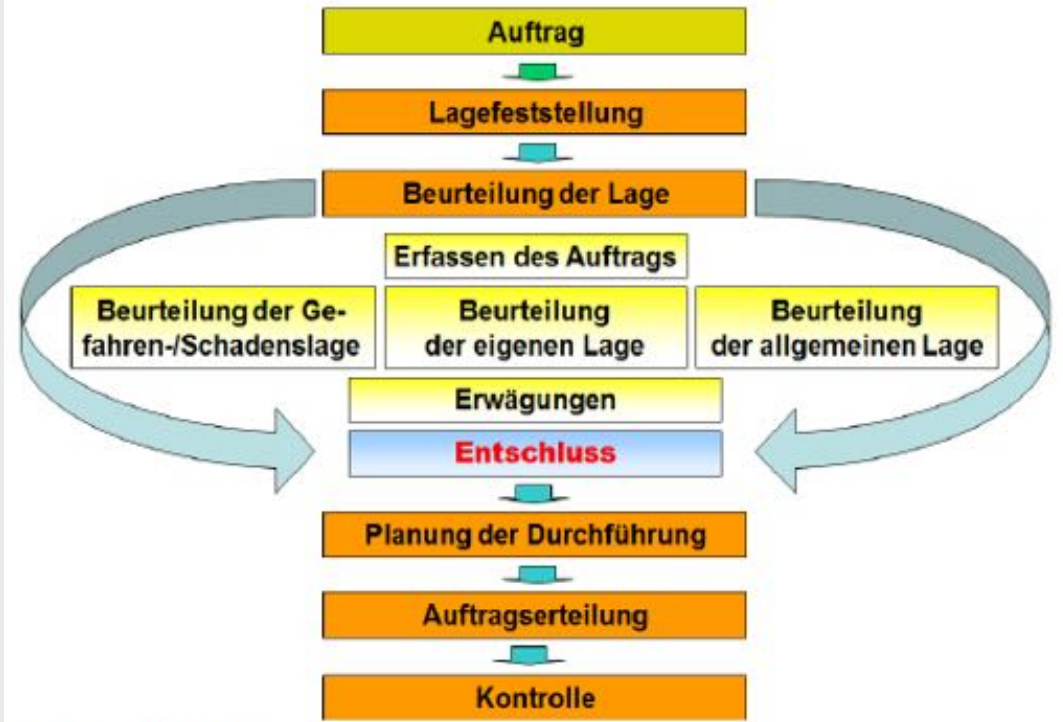 Auftrag
Lagefeststellung
Beurteilung der Lage
Erfassen des Auftrags
Beurteilung der Ge-
fahren-/Schadenslage
Beurteilung
der eigenen Lage
Beurteilung
der allgemeinen Lage
Erwägungen
Entschluss
Planung der Durchführung
Auftragserteilung
Kontrolle